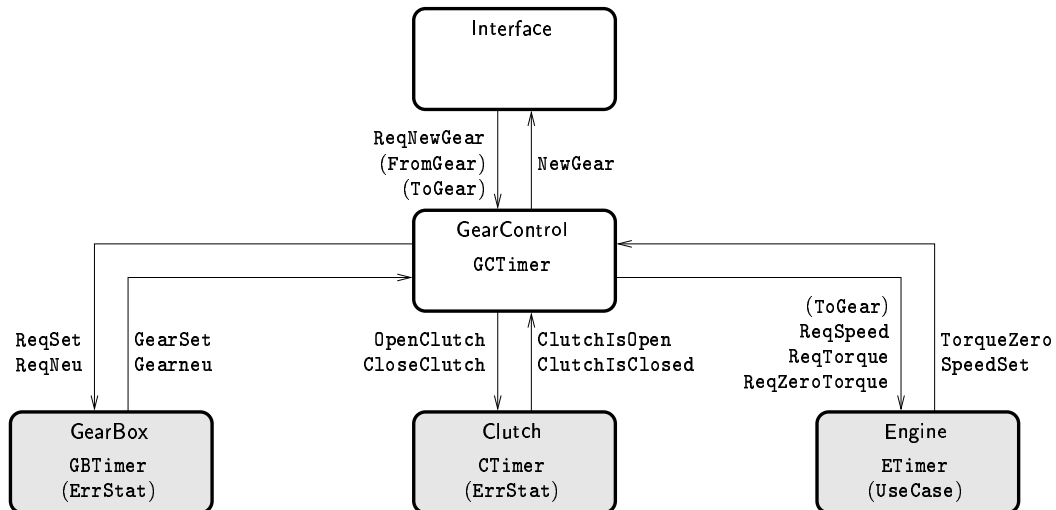 Interface
ReqNewGear
(FromGear)
(ToGear)
NewGear
GearControl
GCTimer
ReqSet
ReqNeu
GearSet
Gearneu
OpenClutch
CloseClutch
ClutchIsOpen
ClutchIsClosed
(ToGear)
ReqSpeed
ReqTorque
ReqZeroTorque
TorqueZero
SpeedSet
GearBox
GBTimer
(ErrStat)
Clutch
CTimer
(ErrStat)
Engine
ETimer
(UseCase)